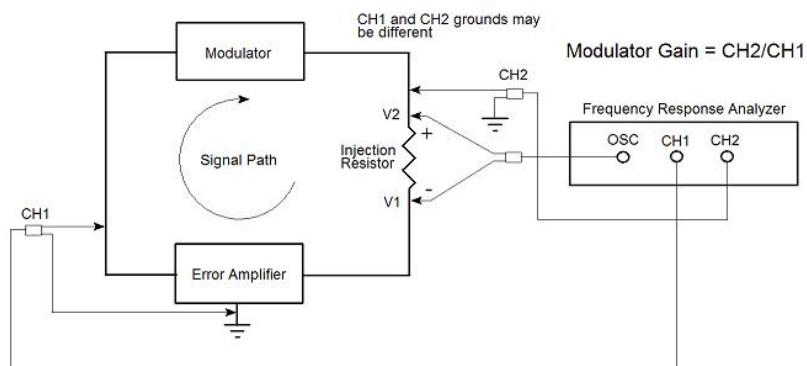 CH1 and CH2 grounds may
be different
Modulator
Modulator Gain = CH2/CH1
CH2
Frequency Response Analyzer
V2
+
OSC
CH1
CH2
Injection
Resistor
Signal Path
-
V1
CH1
Error Amplifier